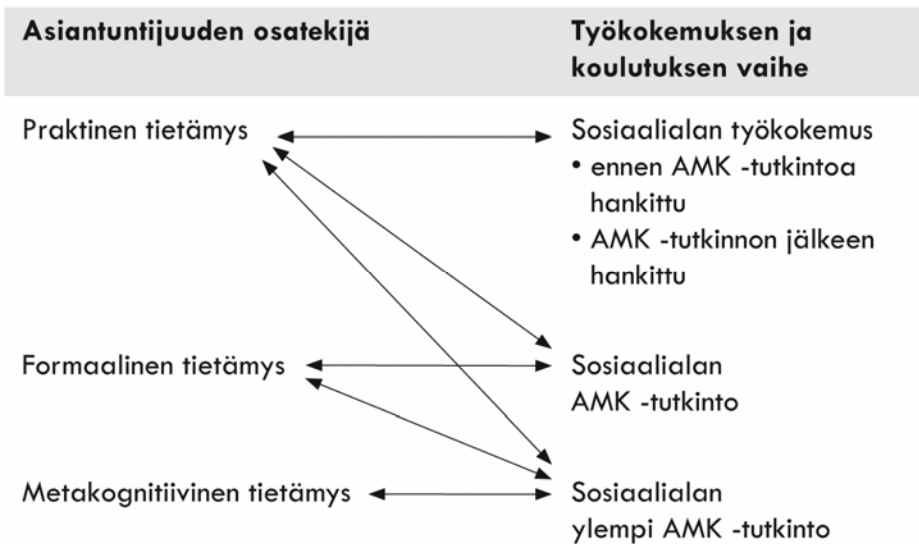 Asiantuntijuuden osatekijä
Työkokemuksen ja
koulutuksen vaihe
Praktinen tietämys
Sosiaalialan työkokemus
• ennen AMK -tutkintoa
hankittu
• AMK -tutkinnon jälkeen
hankittu
Formaalinen tietämys
Sosiaalialan
AMK -tutkinto
Metakognitiivinen tietämys
Sosiaalialan
ylempi AMK -tutkinto